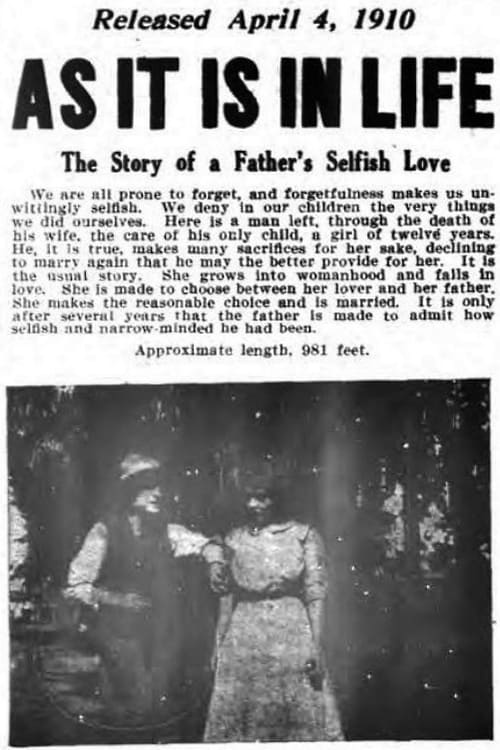 Released April 4, 1910
AS IT IS IN LIFE
The Story of a Father's Selfish Love
We are all prone to forget, and forgetfulness makes us un-
wittingly selfish. We deny in our children the very things
we did ourselves. Here is a man left, through the death of
his wife, the care of his only child, a girl of twelve years.
He, it is true, makes many sacrifices for her sake, declining
to marry again that he may the better provide for her. It is
the usual story. She grows into womanhood and falls in
love. She is made to choose between her lover and her father.
She makes the reasonable choice and is married. It is only
after several years that the father is made to admit how
selfish and narrow-minded he had been.
Approximate length, 981 feet.